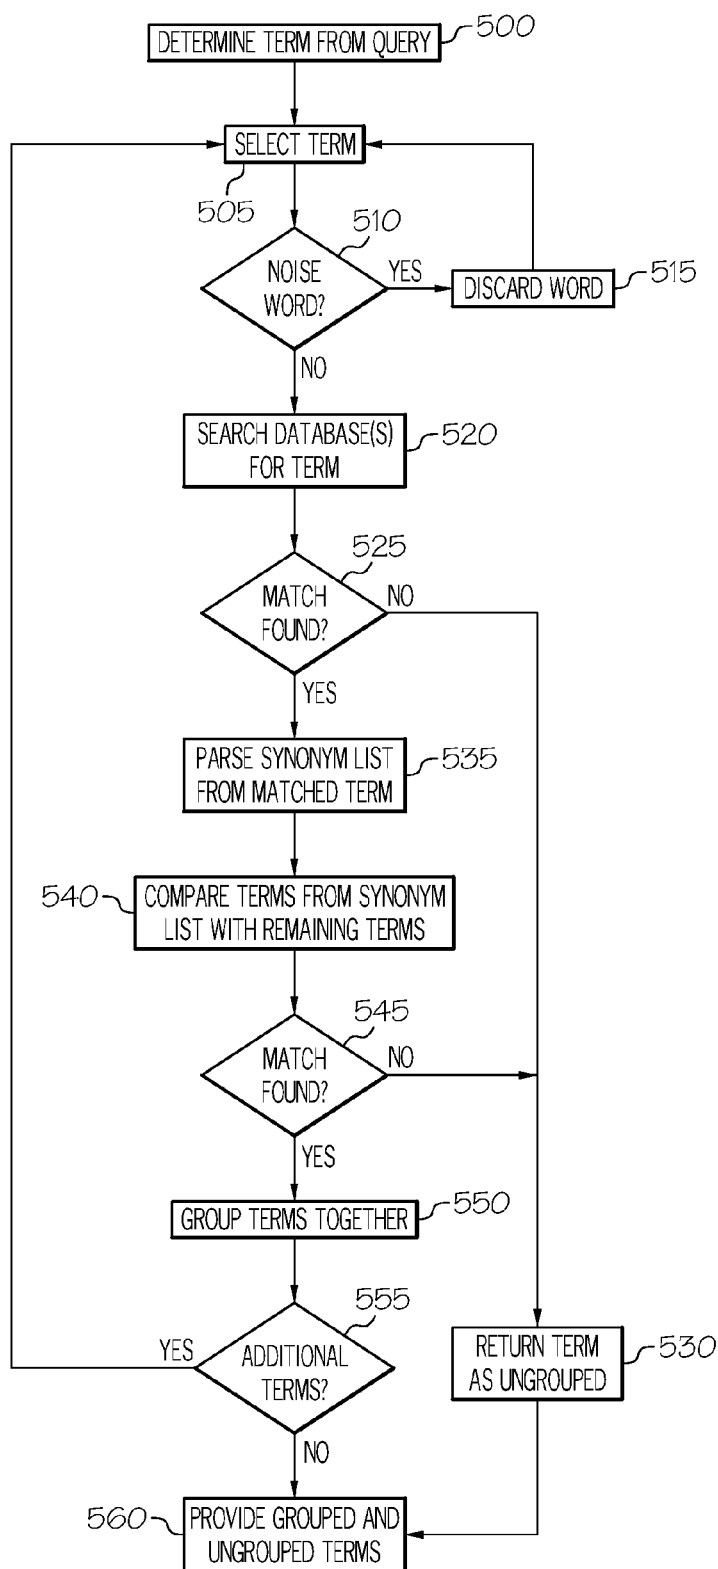 DETERMINE TERM FROM QUERY
500
SELECT TERM
505
510
NOISE
WORD?
YES
DISCARD WORD
515
NO
SEARCH DATABASE(S)
FOR TERM
520
525
MATCH
FOUND?
NO
YES
PARSE SYNONYM LIST
FROM MATCHED TERM
535
540
COMPARE TERMS FROM SYNONYM
LIST WITH REMAINING TERMS
545
MATCH
FOUND?
NO
YES
GROUP TERMS TOGETHER
550
555
YES
ADDITIONAL
TERMS?
RETURN TERM
AS UNGROUPED
530
NO
560
PROVIDE GROUPED AND
UNGROUPED TERMS